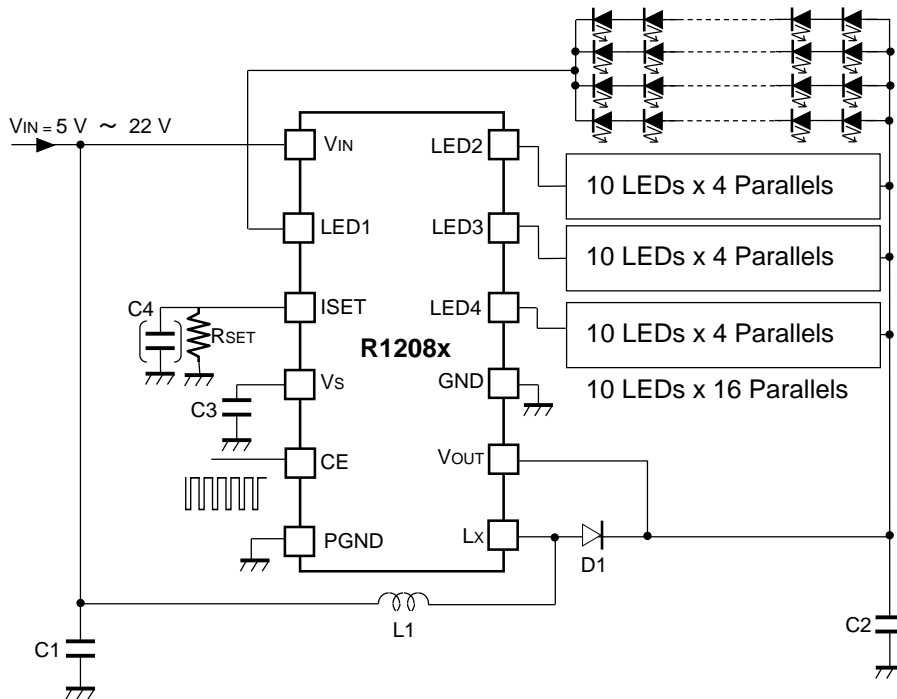 VIN = 5 V ~ 22 V
VIN
LED2
10 LEDs x 4 Parallels
LED1
LED3
10 LEDs x 4 Parallels
C4
RSET
ISET
LED4
10 LEDs x 4 Parallels
R1208x
C3
VS
GND
10 LEDs x 16 Parallels
CE
VOUT
PGND
LX
D1
L1
C1
C2